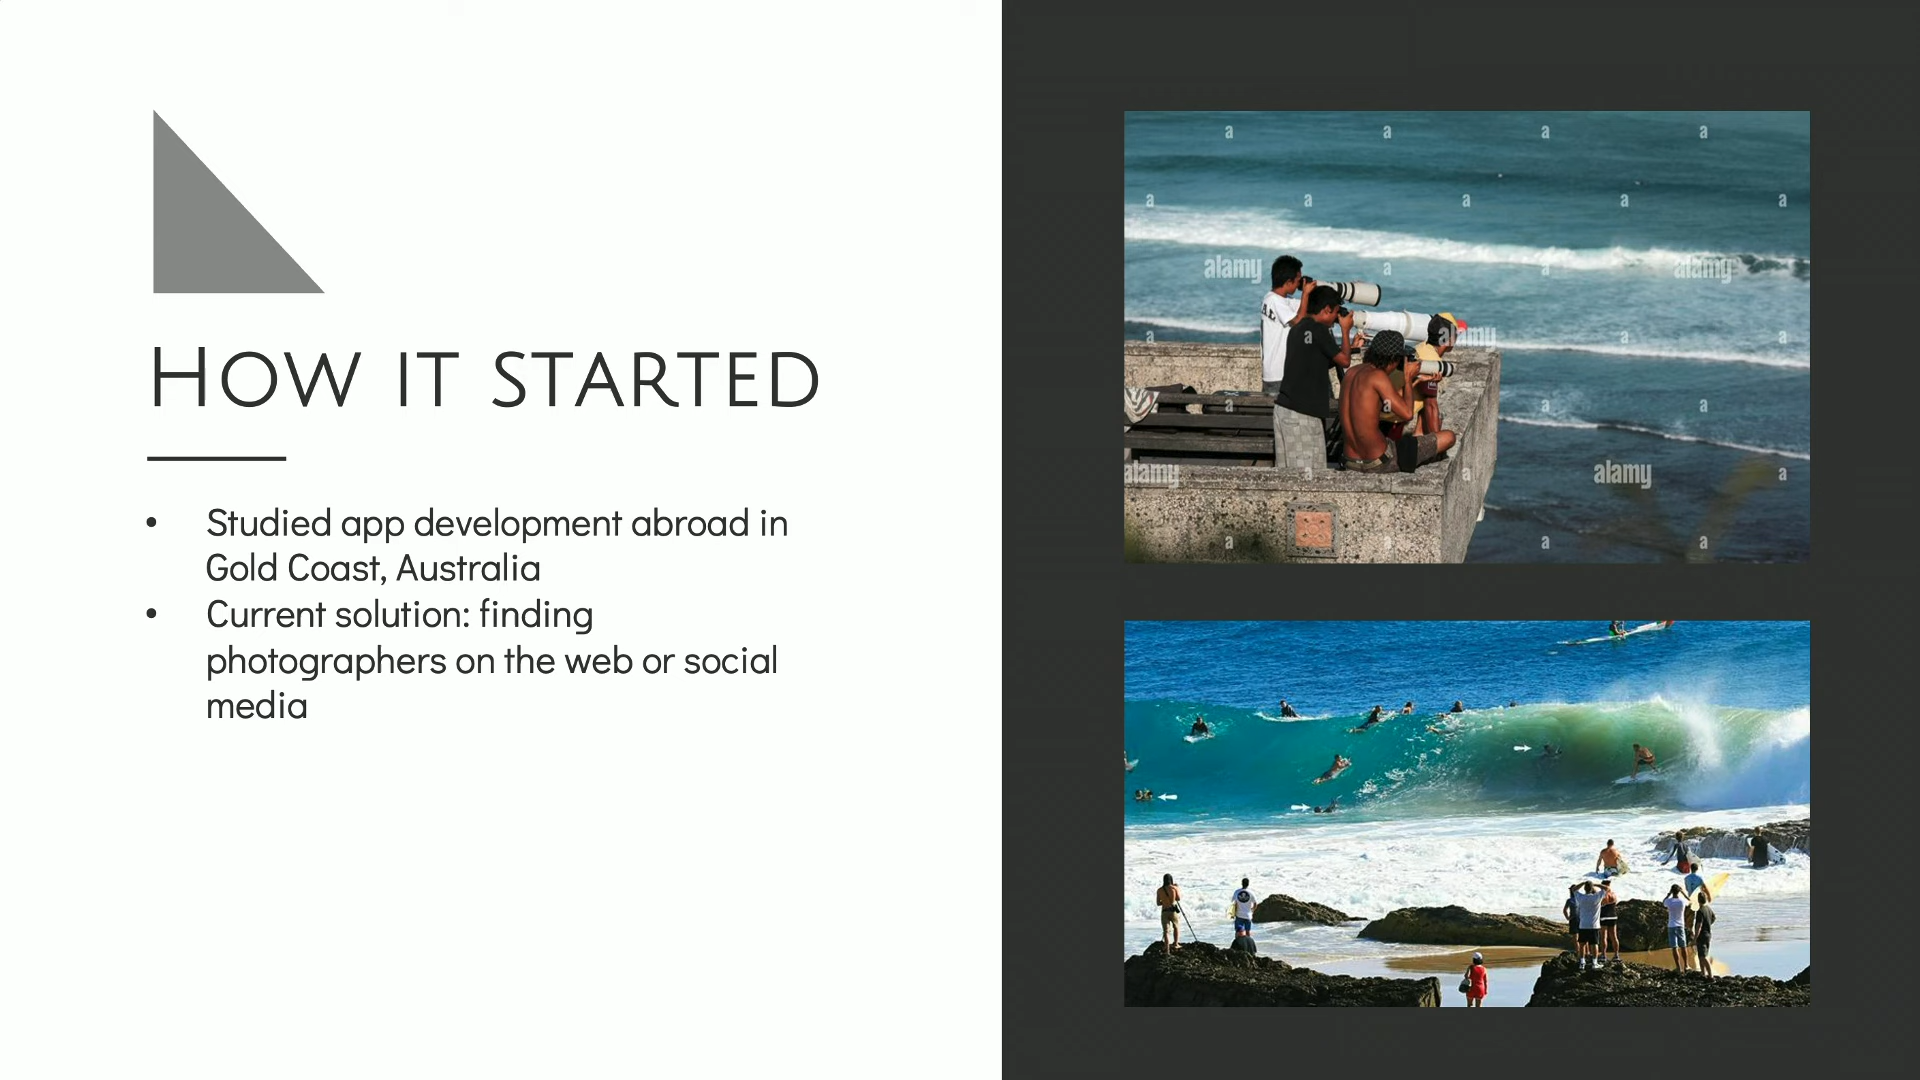 How it started
• Studied app development abroad in
Gold Coast, Australia
• Current solution: finding
photographers on the web or social
media
a a a a
a a a a a
alamy a a alamy
a alamy a a
a a a a
alamy a alamy a
a a a